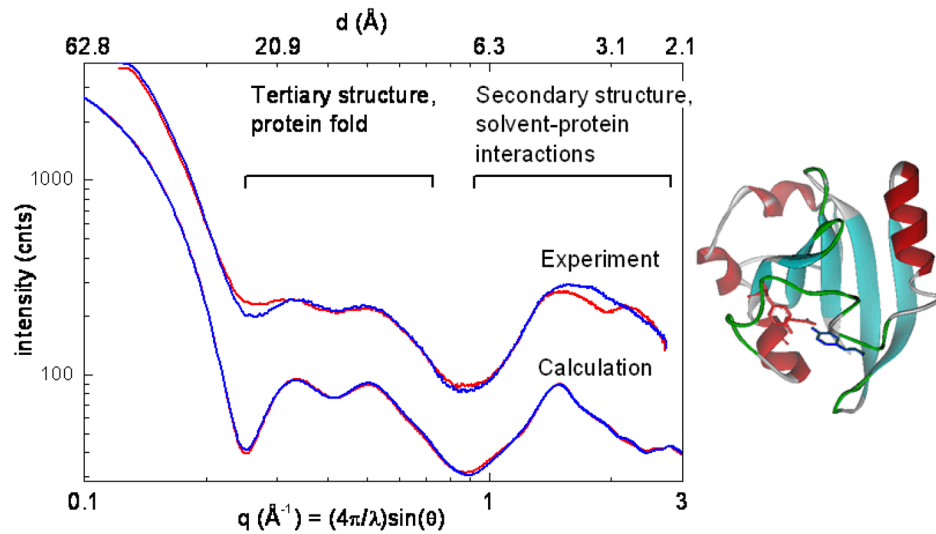 d (Å)
62.8 20.9 6.3 3.1 2.1
Tertiary structure,
protein fold
Secondary structure,
solvent-protein
interactions
1000
intensity (cnts)
Experiment
100
Calculation
0.1 1 3
q (Å⁻¹) = (4π/λ)sin(θ)